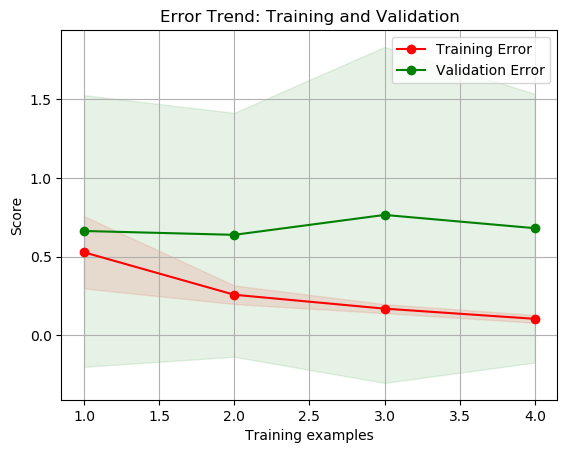 Error Trend: Training and Validation
Training Error
Validation Error
1.5
1.0
0.5
0.0
Score
1.0 1.5 2.0 2.5 3.0 3.5 4.0
Training examples